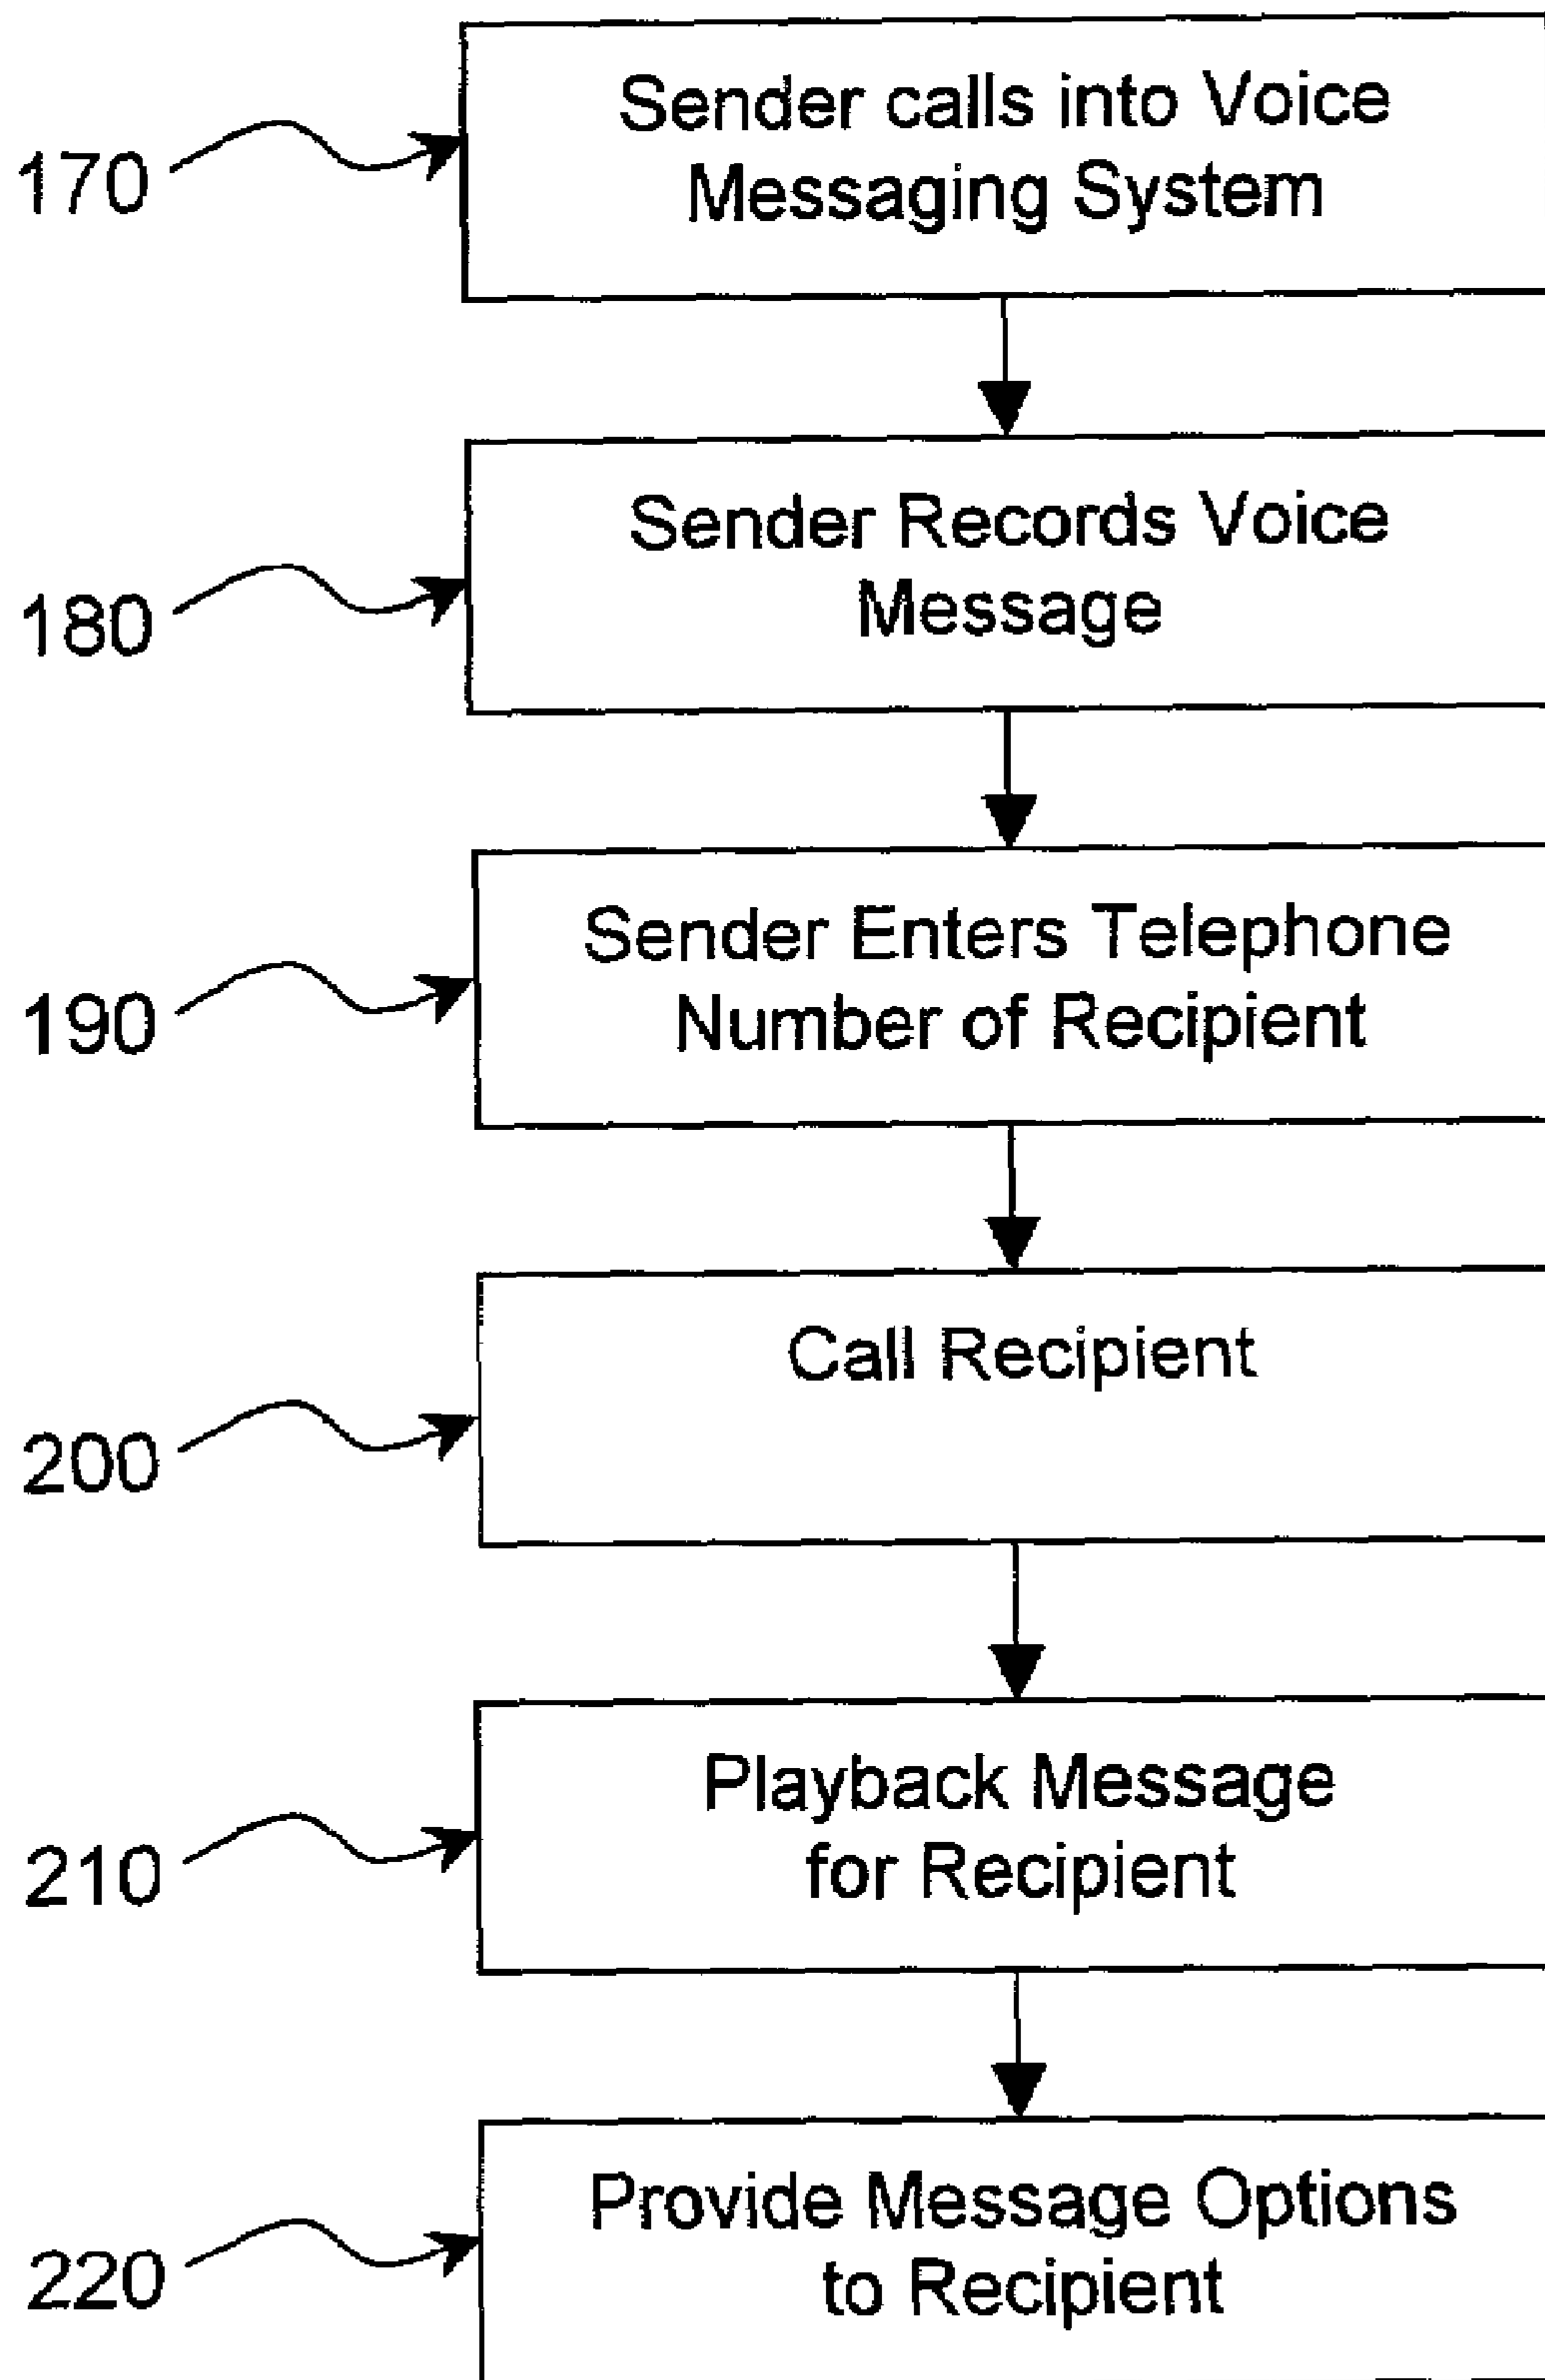 Sender calls into Voice
Messaging System
170
Sender Records Voice
Message
180
Sender Enters Telephone
Number of Recipient
190
Call Recipient
200
Playback Message
for Recipient
210
Provide Message Options
to Recipient
220